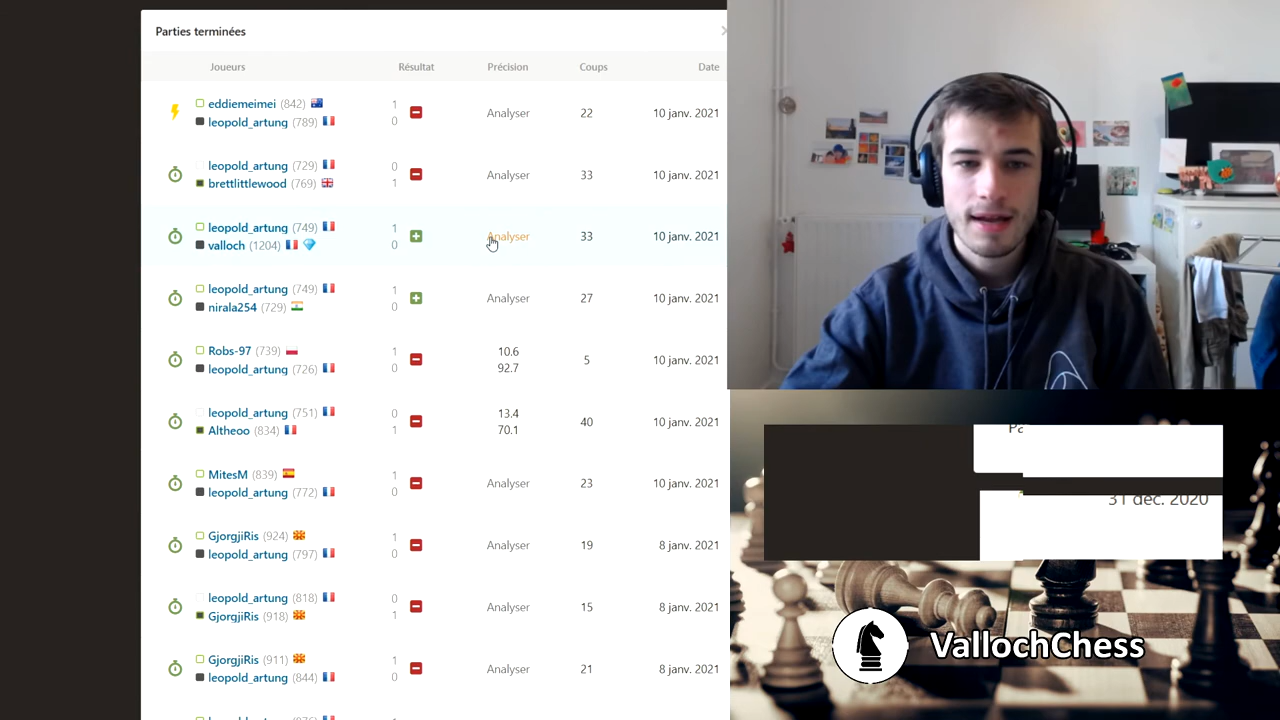 Parties terminées
Joueurs Résultat Précision Coups Date
eddiemeimei (842) 1
leopold_artung (789) 0
Analyser 22 10 janv. 2021
leopold_artung (729) 0
brettlittlewood (769) 1
Analyser 33 10 janv. 2021
leopold_artung (749) 1
valloch (1204) 0
Analyser 33 10 janv. 2021
leopold_artung (749) 1
nirala254 (729) 0
Analyser 27 10 janv. 2021
Robs-97 (739) 1 10.6
leopold_artung (726) 0 92.7
5 10 janv. 2021
leopold_artung (751) 0 13.4
Altheoo (834) 1 70.1
40 10 janv. 2021
MitesM (839) 1
leopold_artung (772) 0
Analyser 23 10 janv. 2021
GjorgjiRis (924) 1
leopold_artung (797) 0
Analyser 19 8 janv. 2021
leopold_artung (818) 0
GjorgjiRis (918) 1
Analyser 15 8 janv. 2021
GjorgjiRis (911) 1
leopold_artung (844) 0
Analyser 21 8 janv. 2021
31 déc. 2020
VallochChess